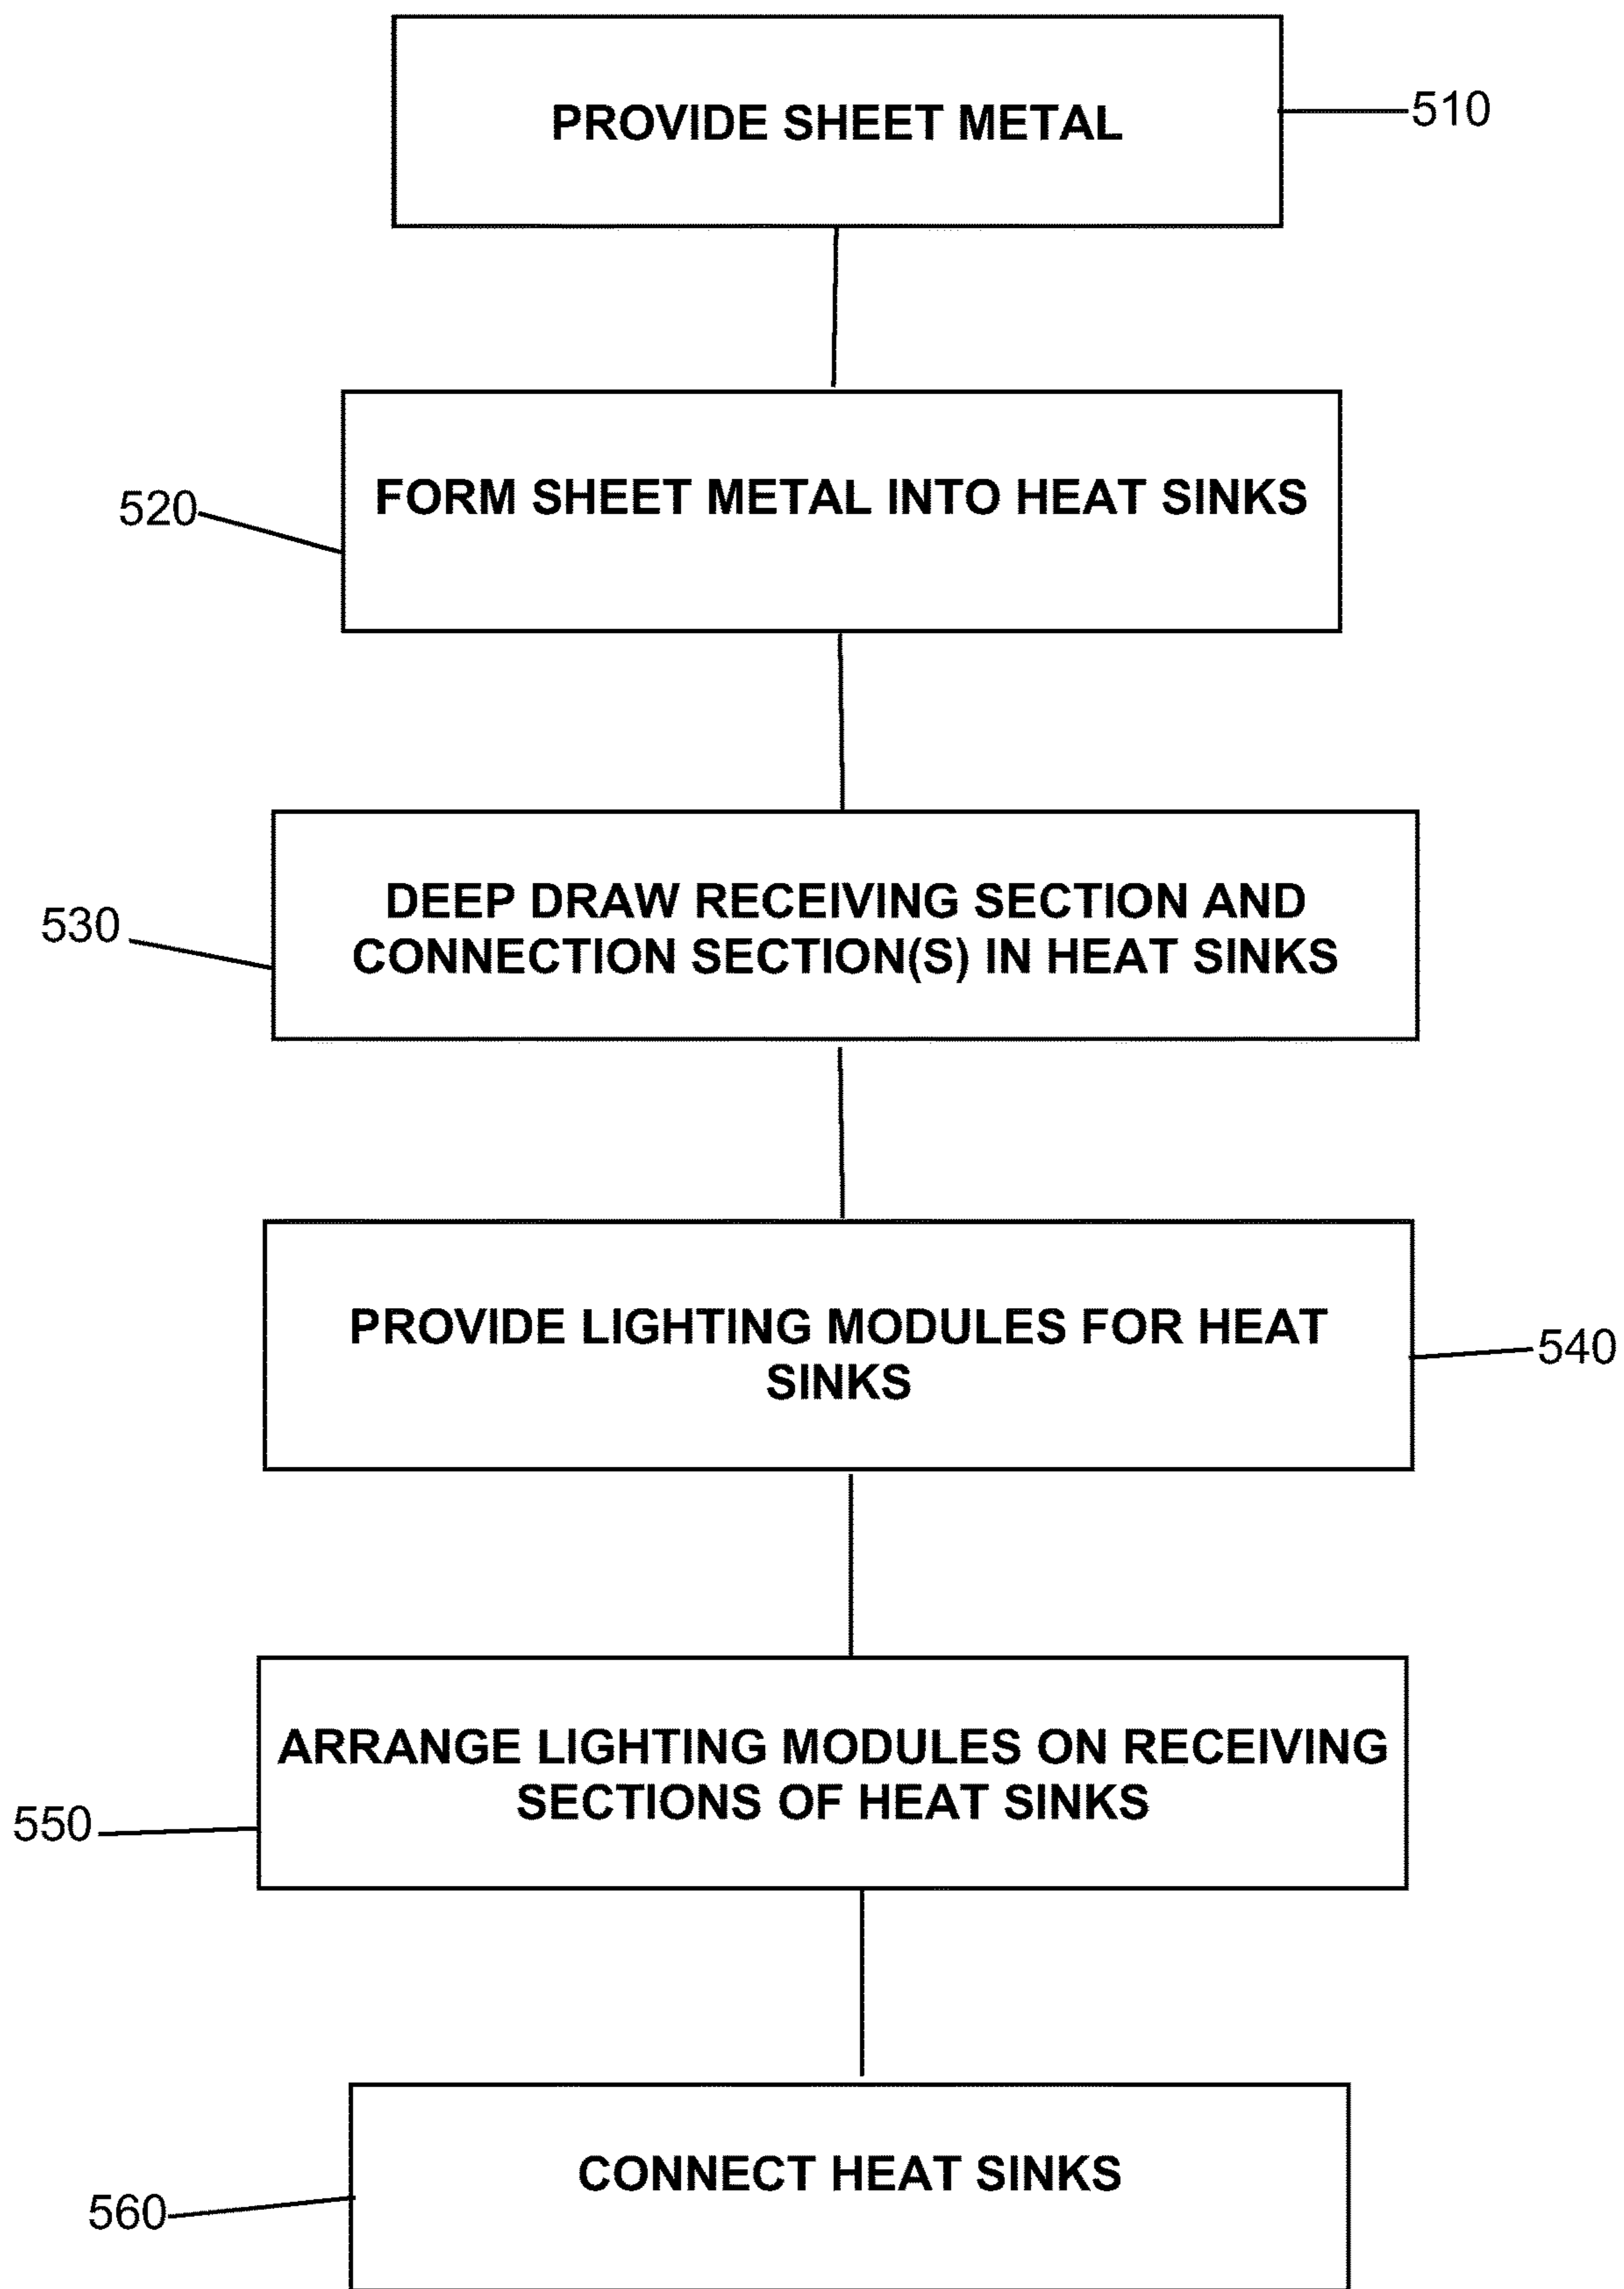 PROVIDE SHEET METAL
510
FORM SHEET METAL INTO HEAT SINKS
520
DEEP DRAW RECEIVING SECTION AND
CONNECTION SECTION(S) IN HEAT SINKS
530
PROVIDE LIGHTING MODULES FOR HEAT
SINKS
540
ARRANGE LIGHTING MODULES ON RECEIVING
SECTIONS OF HEAT SINKS
550
CONNECT HEAT SINKS
560